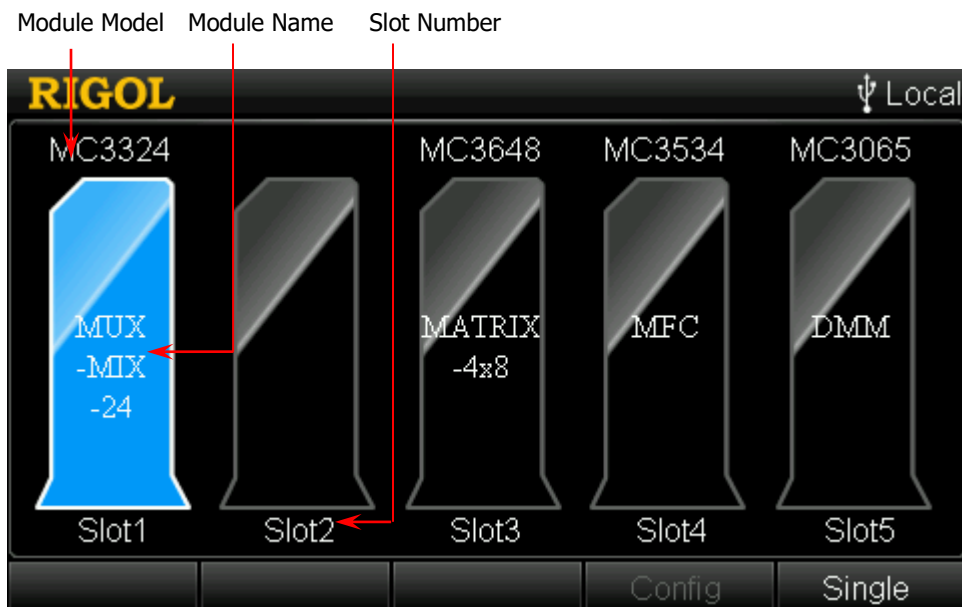 Module Model Module Name Slot Number
RIGOL Local
MC3324 MC3648 MC3534 MC3065
MUX
-MIX
-24
MATRIX
-4x8
MFC
DMM
Slot1 Slot2 Slot3 Slot4 Slot5
Config Single